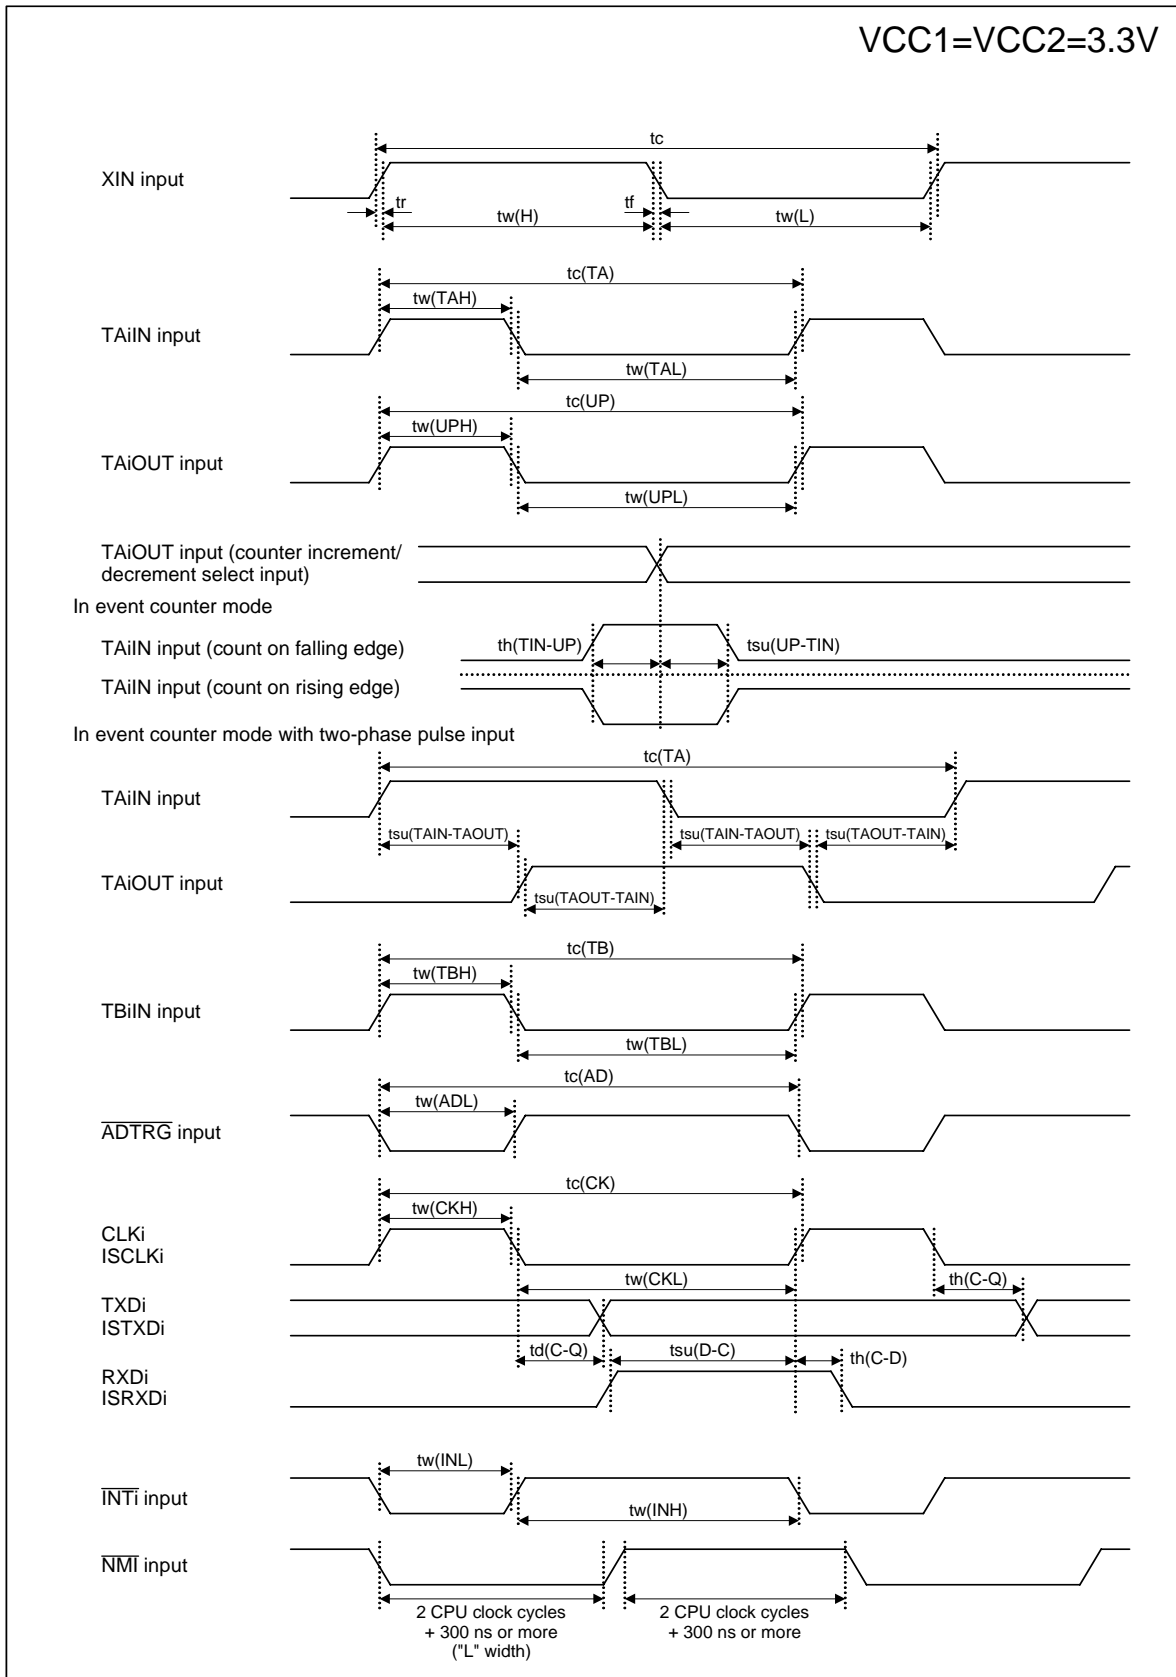 VCC1=VCC2=3.3V
tc
XIN input
tr
tf
tw(H)
tw(L)
tc(TA)
tw(TAH)
TAiIN input
tw(TAL)
tc(UP)
tw(UPH)
TAiOUT input
tw(UPL)
TAiOUT input (counter increment/
decrement select input)
In event counter mode
TAiIN input (count on falling edge)
th(TIN-UP)
tsu(UP-TIN)
TAiIN input (count on rising edge)
In event counter mode with two-phase pulse input
tc(TA)
TAiIN input
tsu(TAIN-TAOUT)
tsu(TAIN-TAOUT)
tsu(TAOUT-TAIN)
TAiOUT input
tsu(TAOUT-TAIN)
tc(TB)
tw(TBH)
TBiIN input
tw(TBL)
tc(AD)
tw(ADL)
ADTRG input
tc(CK)
tw(CKH)
CLKi
ISCLKi
tw(CKL)
th(C-Q)
TXDi
ISTXDi
td(C-Q)
tsu(D-C)
th(C-D)
RXDi
ISRXDi
tw(INL)
INTi input
tw(INH)
NMI input
2 CPU clock cycles
+ 300 ns or more
("L" width)
2 CPU clock cycles
+ 300 ns or more